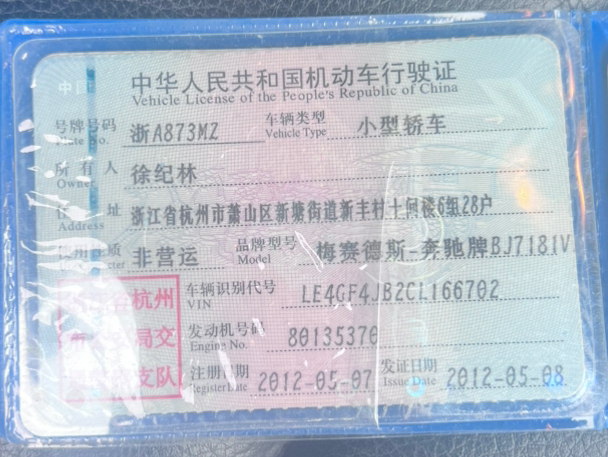 中华人民共和国机动车行驶证
Vehicle License of the People's Republic of China
号牌号码 浙A873MZ 车辆类型 小型轿车
Plate No. Vehicle Type
所有人 徐纪林
Owner
住址 浙江省杭州市萧山区新塘街道新丰村十间楼6组28户
Address
使用性质 非营运 品牌型号 梅赛德斯-奔驰牌BJ7181V
Model
杭州 车辆识别代号 LE4GF4JB2CL166702
VIN
局交 发动机号码 80135370
Engine No.
支队 注册日期 2012-05-07 发证日期 2012-05-08
Register Date Issue Date